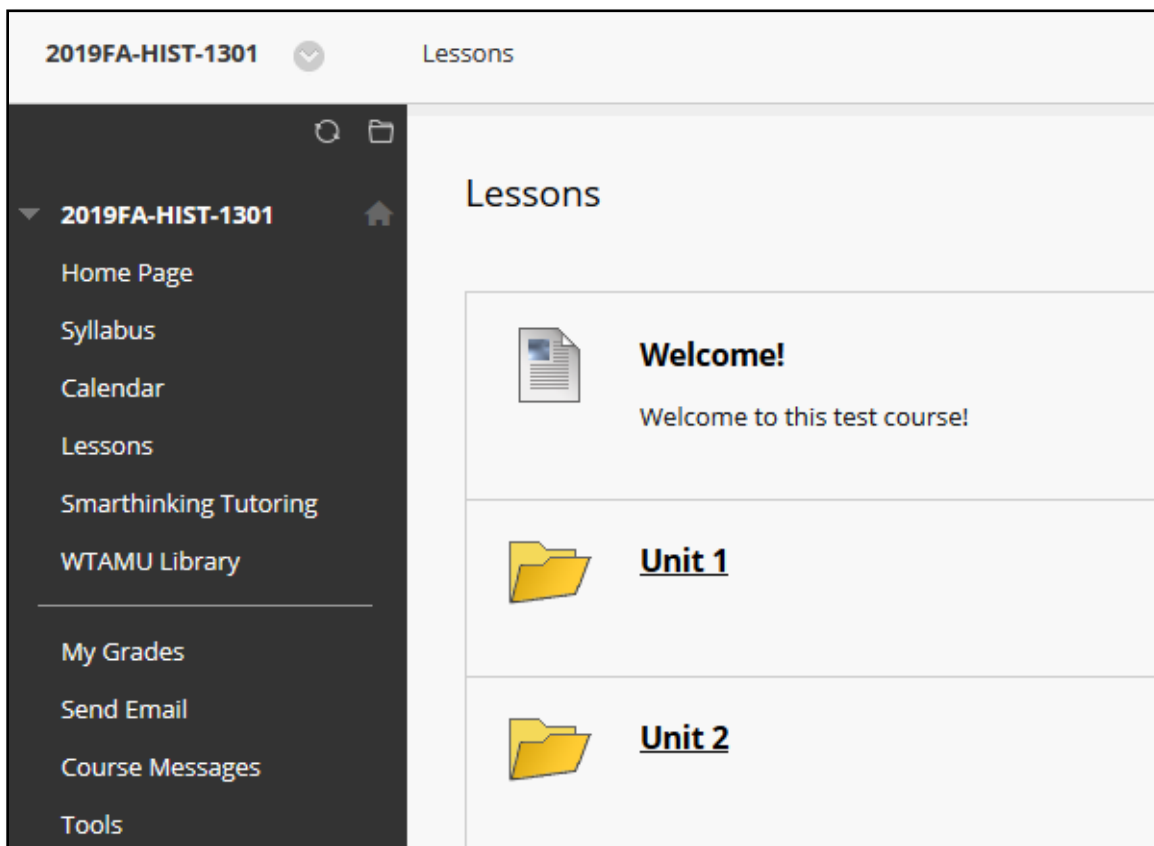 2019FA-HIST-1301
Lessons
2019FA-HIST-1301
Home Page
Syllabus
Calendar
Lessons
Smarthinking Tutoring
WTAMU Library
My Grades
Send Email
Course Messages
Tools
Lessons
Welcome!
Welcome to this test course!
Unit 1
Unit 2